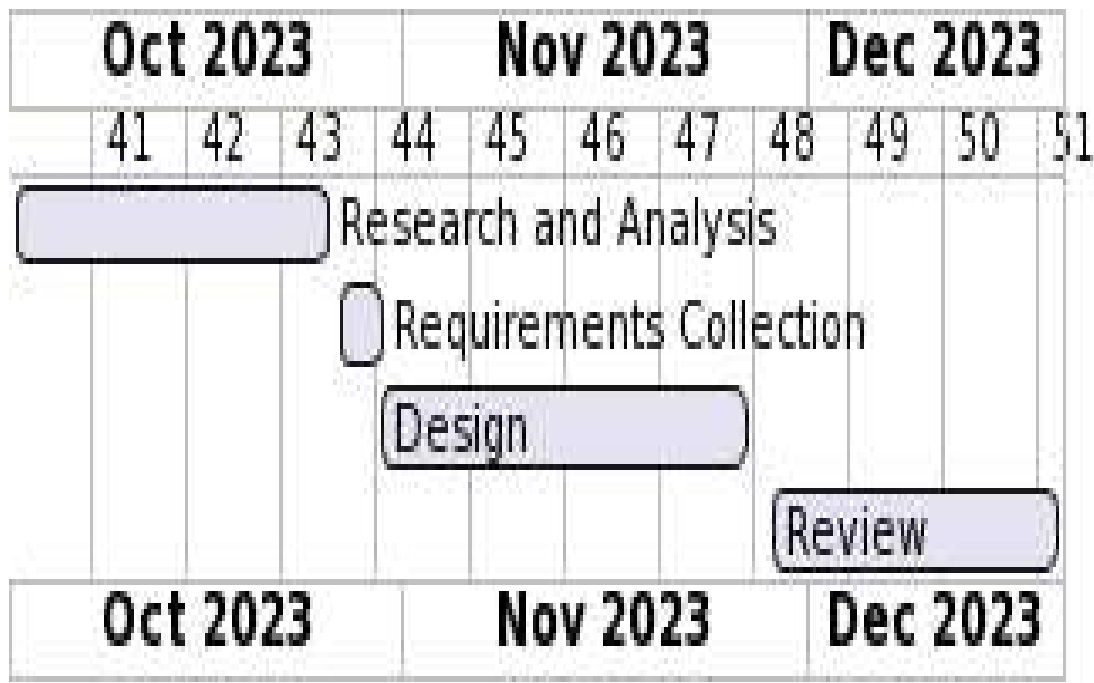 Oct 2023 Nov 2023 Dec 2023
41 42 43 44 45 46 47 48 49 50 51
Research and Analysis
Requirements Collection
Design
Review
Oct 2023 Nov 2023 Dec 2023